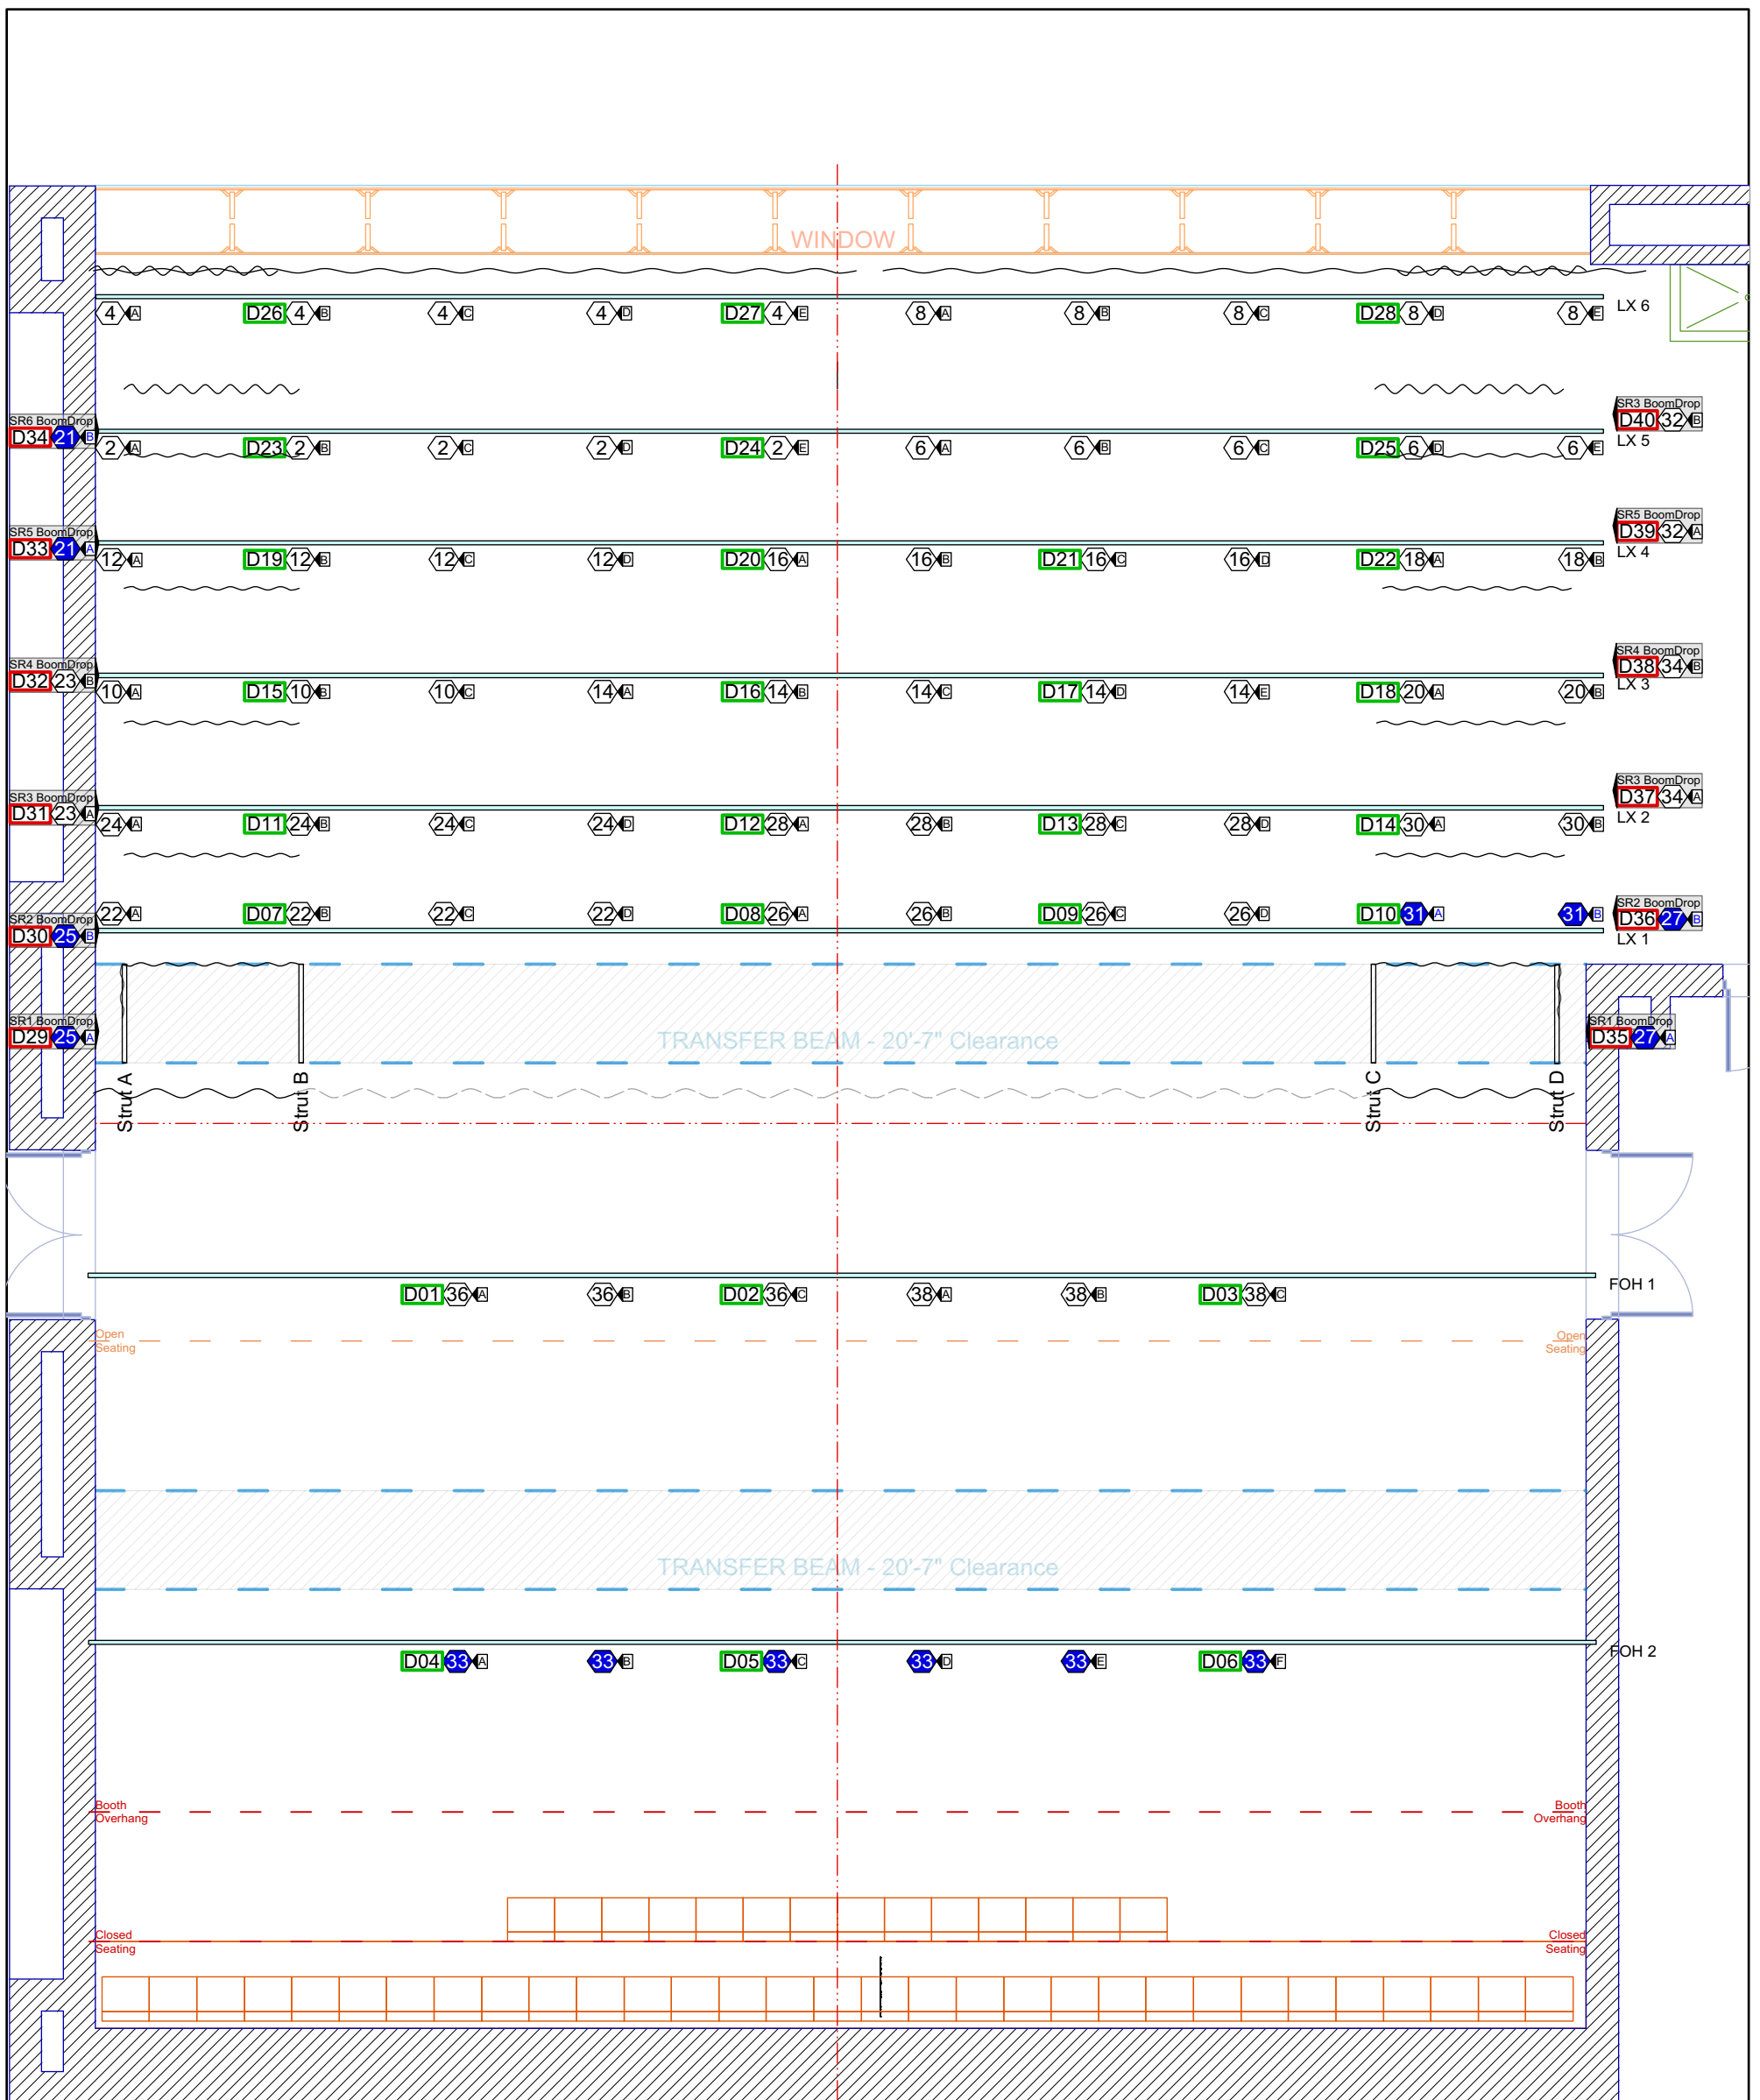 WINDOW
4 A D26 4 B 4 C 4 D D27 4 E 8 A 8 B 8 C D28 8 D 8 E LX 6
SR3 BoomDrop
D40 32 B
SR6 BoomDrop
D34 21 B
2 A D23 2 B 2 C 2 D D24 2 E 6 A 6 B 6 C D25 6 D 6 E LX 5
SR5 BoomDrop
D39 32 A
SR5 BoomDrop
D33 21 A
12 A D19 12 B 12 C 12 D D20 16 A 16 B D21 16 C 16 D D22 18 A 18 B LX 4
SR4 BoomDrop
D38 34 B
SR4 BoomDrop
D32 23 B
10 A D15 10 B 10 C 14 A D16 14 B 14 C D17 14 D 14 E D18 20 A 20 B LX 3
SR3 BoomDrop
D37 34 A
SR3 BoomDrop
D31 23 A
24 A D11 24 B 24 C 24 D D12 28 A 28 B D13 28 C 28 D D14 30 A 30 B LX 2
SR2 BoomDrop
D36 27 B
22 A D07 22 B 22 C 22 D D08 26 A 26 B D09 26 C 26 D D10 31 A 31 B
SR2 BoomDrop
D30 25 B
LX 1
SR1 BoomDrop
D29 25 A
SR1 BoomDrop
D35 27 A
TRANSFER BEAM - 20'-7" Clearance
Strut A
Strut B
Strut C
Strut D
D01 36 A 36 B D02 36 C 38 A 38 B D03 38 C FOH 1
Open
Seating
Open
Seating
TRANSFER BEAM - 20'-7" Clearance
D04 33 A 33 B D05 33 C 33 D 33 E D06 33 F FOH 2
Booth
Overhang
Booth
Overhang
Closed
Seating
Closed
Seating